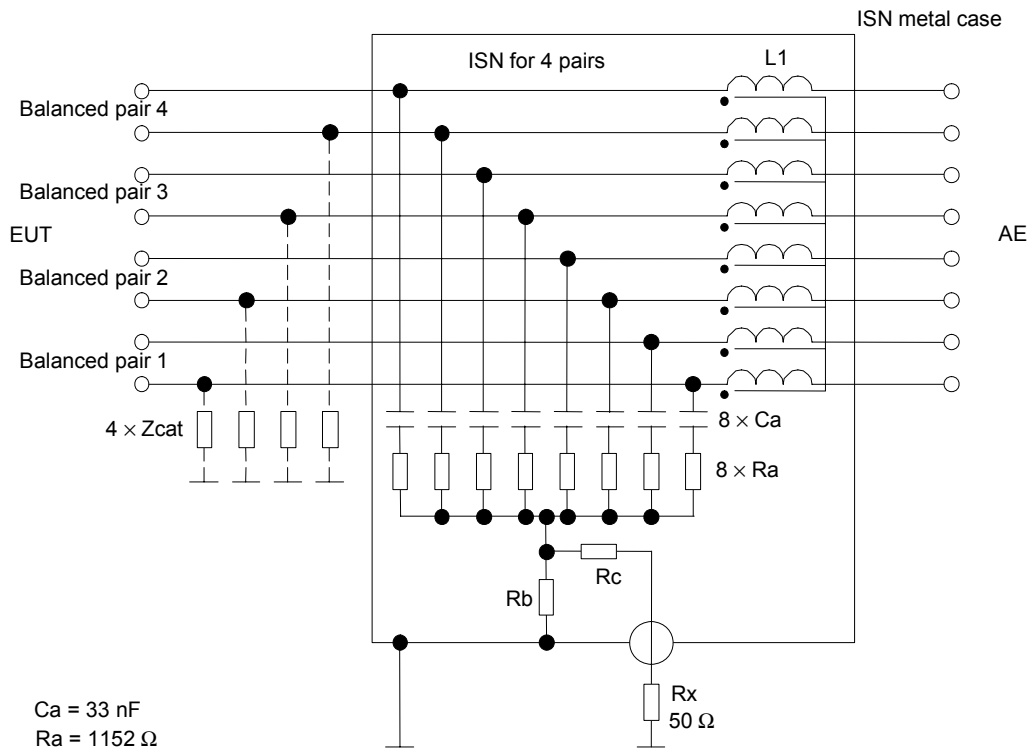 ISN metal case
ISN for 4 pairs
L1
Balanced pair 4
Balanced pair 3
EUT
AE
Balanced pair 2
Balanced pair 1
4 × Zcat
8 × Ca
8 × Ra
Rc
Rb
Rx
50 Ω
Ca = 33 nF
Ra = 1152 Ω